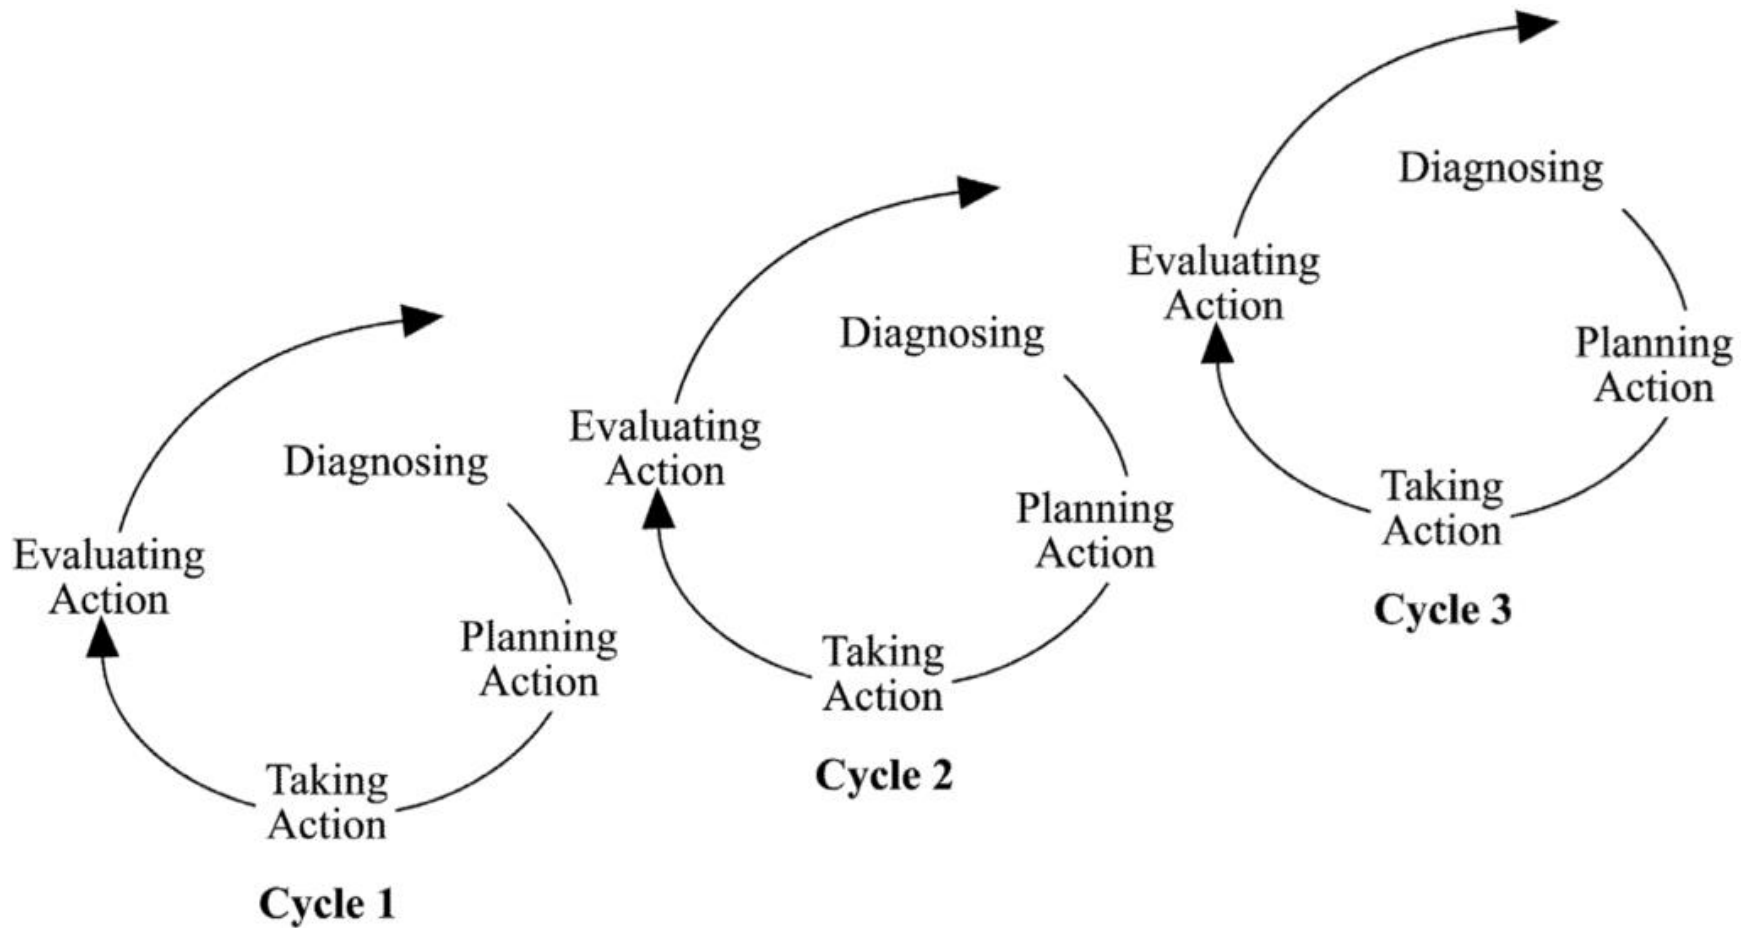 Diagnosing
Planning
Action
Taking
Action
Evaluating
Action
Cycle 1
Diagnosing
Planning
Action
Taking
Action
Evaluating
Action
Cycle 2
Diagnosing
Planning
Action
Taking
Action
Evaluating
Action
Cycle 3